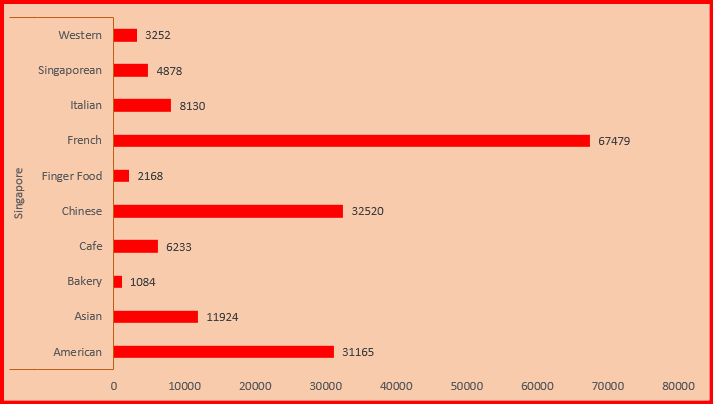 Singapore
Western 3252
Singaporean 4878
Italian 8130
French 67479
Finger Food 2168
Chinese 32520
Cafe 6233
Bakery 1084
Asian 11924
American 31165
0 10000 20000 30000 40000 50000 60000 70000 80000